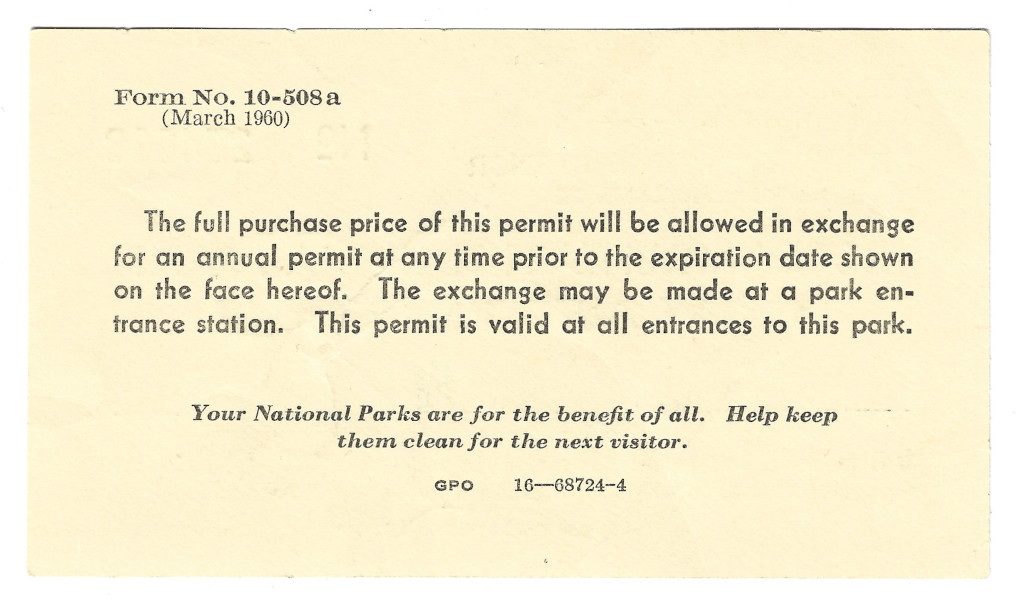 Form No. 10-508a
(March 1960)
The full purchase price of this permit will be allowed in exchange
for an annual permit at any time prior to the expiration date shown
on the face hereof. The exchange may be made at a park en-
trance station. This permit is valid at all entrances to this park.
Your National Parks are for the benefit of all. Help keep
them clean for the next visitor.
GPO 16—68724-4